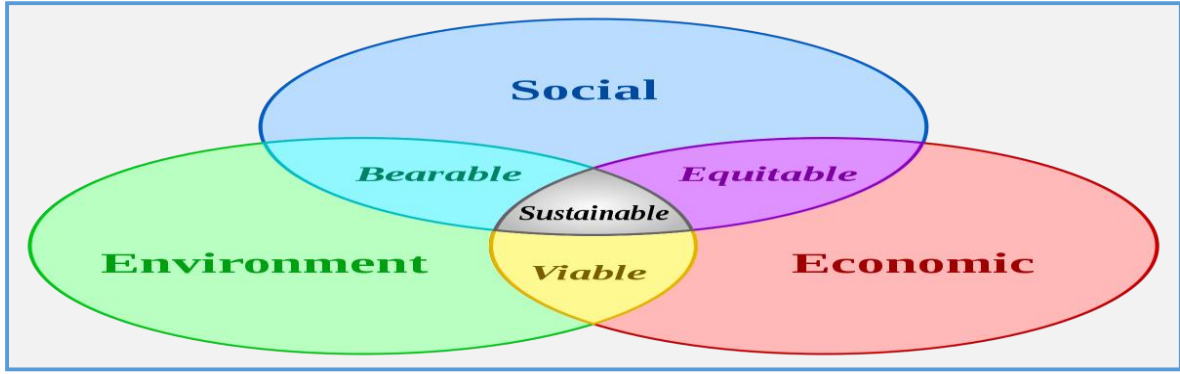 Social
Bearable
Equitable
Sustainable
Environment
Viable
Economic